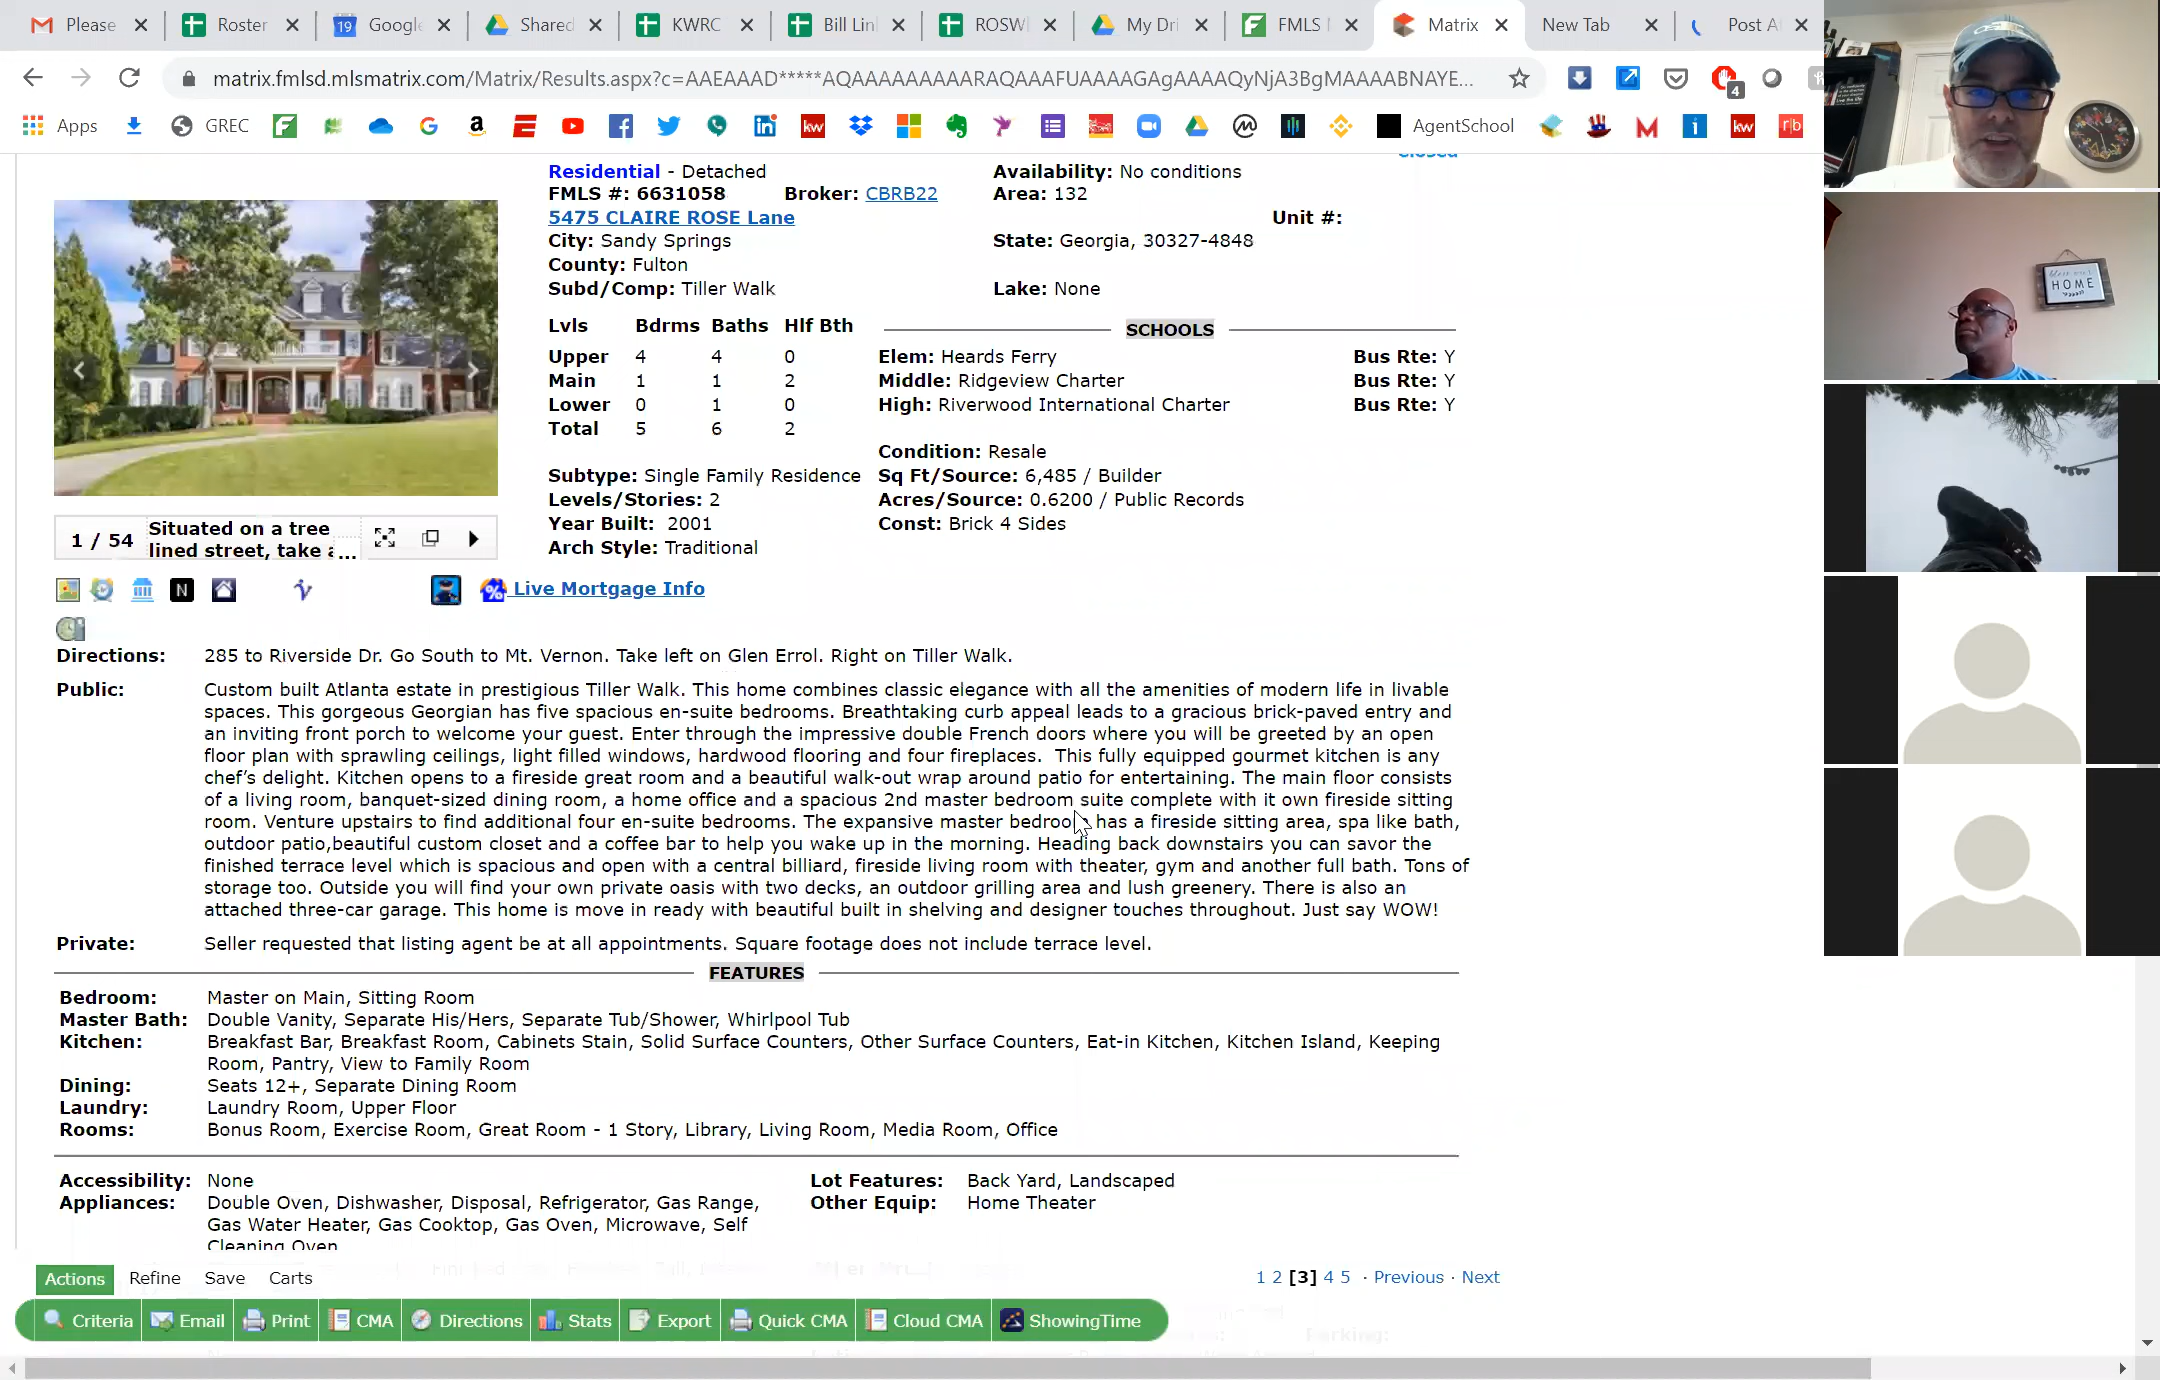 Please
Roster
19 Google
Shared
KWRC
Bill Lin
ROSW
My Dri
FMLS
Matrix
New Tab
Post A
matrix.fmlsd.mlsmatrix.com/Matrix/Results.aspx?c=AAEAAAD*****AQAAAAAAAAARAQAAAFUAAAAGAgAAAAQyNjA3BgMAAAABNAYE...
4
Apps
GREC
AgentSchool
Closed
Residential - Detached
Availability: No conditions
FMLS #: 6631058
Broker: CBRB22
Area: 132
5475 CLAIRE ROSE Lane
Unit #:
City: Sandy Springs
State: Georgia, 30327-4848
County: Fulton
Subd/Comp: Tiller Walk
Lake: None
Lvls Bdrms Baths Hlf Bth
SCHOOLS
Upper 4 4 0
Elem: Heards Ferry
Bus Rte: Y
Main 1 1 2
Middle: Ridgeview Charter
Bus Rte: Y
Lower 0 1 0
High: Riverwood International Charter
Bus Rte: Y
Total 5 6 2
Condition: Resale
Subtype: Single Family Residence
Sq Ft/Source: 6,485 / Builder
Levels/Stories: 2
Acres/Source: 0.6200 / Public Records
Year Built: 2001
Const: Brick 4 Sides
Arch Style: Traditional
1 / 54
Situated on a tree
lined street, take a ...
Live Mortgage Info
Directions: 285 to Riverside Dr. Go South to Mt. Vernon. Take left on Glen Errol. Right on Tiller Walk.
Public: Custom built Atlanta estate in prestigious Tiller Walk. This home combines classic elegance with all the amenities of modern life in livable
spaces. This gorgeous Georgian has five spacious en-suite bedrooms. Breathtaking curb appeal leads to a gracious brick-paved entry and
an inviting front porch to welcome your guest. Enter through the impressive double French doors where you will be greeted by an open
floor plan with sprawling ceilings, light filled windows, hardwood flooring and four fireplaces.  This fully equipped gourmet kitchen is any
chef's delight. Kitchen opens to a fireside great room and a beautiful walk-out wrap around patio for entertaining. The main floor consists
of a living room, banquet-sized dining room, a home office and a spacious 2nd master bedroom suite complete with it own fireside sitting
room. Venture upstairs to find additional four en-suite bedrooms. The expansive master bedroom has a fireside sitting area, spa like bath,
outdoor patio,beautiful custom closet and a coffee bar to help you wake up in the morning. Heading back downstairs you can savor the
finished terrace level which is spacious and open with a central billiard, fireside living room with theater, gym and another full bath. Tons of
storage too. Outside you will find your own private oasis with two decks, an outdoor grilling area and lush greenery. There is also an
attached three-car garage. This home is move in ready with beautiful built in shelving and designer touches throughout. Just say WOW!
Private: Seller requested that listing agent be at all appointments. Square footage does not include terrace level.
FEATURES
Bedroom: Master on Main, Sitting Room
Master Bath: Double Vanity, Separate His/Hers, Separate Tub/Shower, Whirlpool Tub
Kitchen: Breakfast Bar, Breakfast Room, Cabinets Stain, Solid Surface Counters, Other Surface Counters, Eat-in Kitchen, Kitchen Island, Keeping
Room, Pantry, View to Family Room
Dining: Seats 12+, Separate Dining Room
Laundry: Laundry Room, Upper Floor
Rooms: Bonus Room, Exercise Room, Great Room - 1 Story, Library, Living Room, Media Room, Office
Accessibility: None
Lot Features: Back Yard, Landscaped
Appliances: Double Oven, Dishwasher, Disposal, Refrigerator, Gas Range,
Other Equip: Home Theater
Gas Water Heater, Gas Cooktop, Gas Oven, Microwave, Self
Cleaning Oven
Actions Refine Save Carts
1 2 [3] 4 5 · Previous · Next
Criteria Email Print CMA Directions Stats Export Quick CMA Cloud CMA ShowingTime
Parking:
HOME